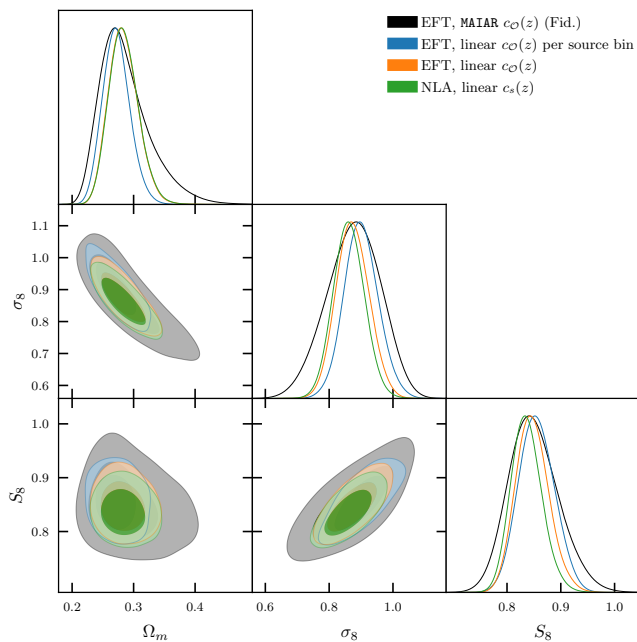 EFT, MAIAR c_𝒪(z) (Fid.)
EFT, linear c_𝒪(z) per source bin
EFT, linear c_𝒪(z)
NLA, linear c_s(z)
1.1
1.0
0.9
0.8
0.7
0.6
σ_8
1.0
0.9
0.8
S_8
0.2 0.3 0.4
0.6 0.8 1.0
0.8 0.9 1.0
Ω_m
σ_8
S_8